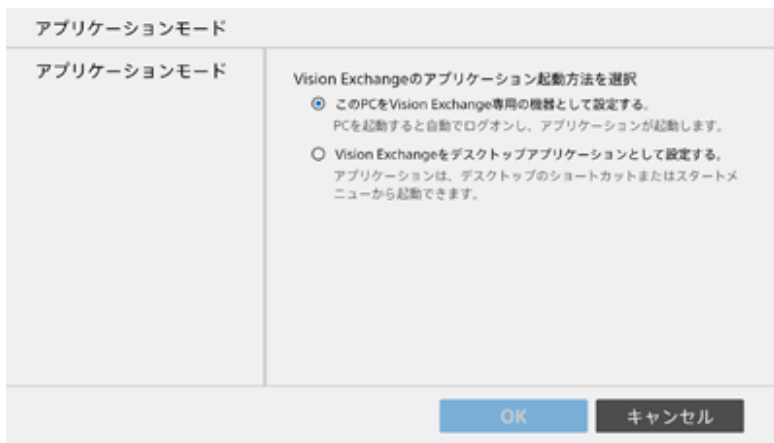 アプリケーションモード
アプリケーションモード
Vision Exchangeのアプリケーション起動方法を選択
このPCをVision Exchange専用の機器として設定する。
PCを起動すると自動でログオンし、アプリケーションが起動します。
Vision Exchangeをデスクトップアプリケーションとして設定する。
アプリケーションは、デスクトップのショートカットまたはスタートメ
ニューから起動できます。
OK
キャンセル